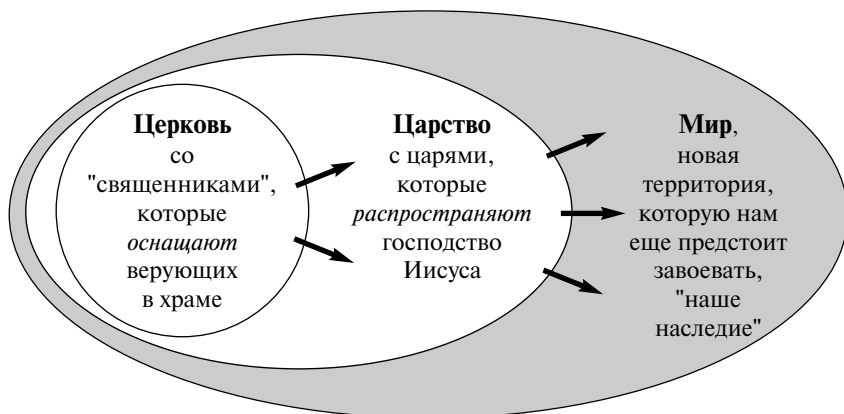 Церковь
со
"священниками",
которые
оснащают
верующих
в храме
Царство
с царями,
которые
распространяют
господство
Иисуса
Мир,
новая
территория,
которую нам
еще предстоит
завоевать,
"наше
наследие"